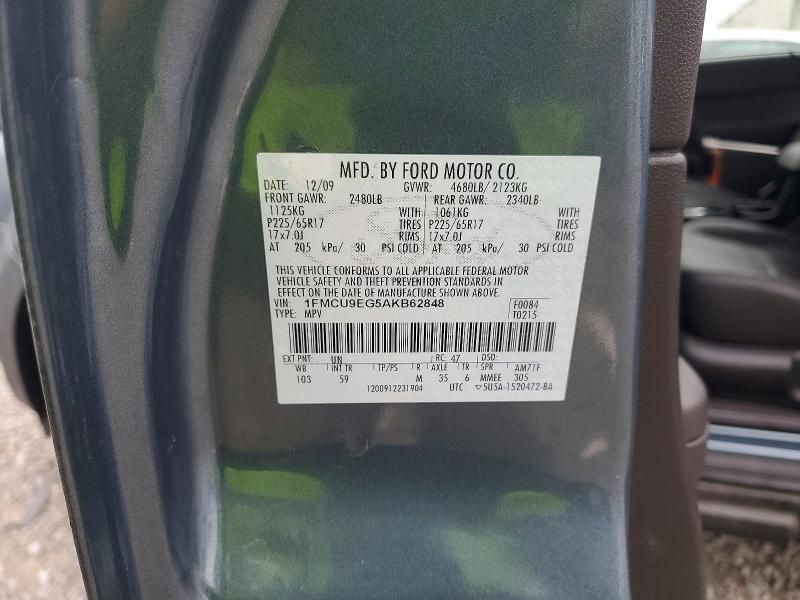 MFD. BY FORD MOTOR CO.
DATE: 12/09 GVWR: 4680LB/ 2123KG
FRONT GAWR: 2480LB REAR GAWR: 2340LB
1125KG WITH 1061KG WITH
P225/65R17 TIRES P225/65R17 TIRES
17x7.0J RIMS 17x7.0J RIMS
AT 205 kPa/ 30 PSI COLD AT 205 kPa/ 30 PSI COLD
THIS VEHICLE CONFORMS TO ALL APPLICABLE FEDERAL MOTOR
VEHICLE SAFETY AND THEFT PREVENTION STANDARDS IN
EFFECT ON THE DATE OF MANUFACTURE SHOWN ABOVE.
VIN: 1FMCU9EG5AKB62848 F0084
TYPE: MPV T0215
EXT PNT: UN RC: 47 DSO:
WB INT TR TP/PS R AXLE TR SPR AM71F
103 59 M 35 6 MMEE 305
1200912231904 UTC ▽5U5A-1520472-BA